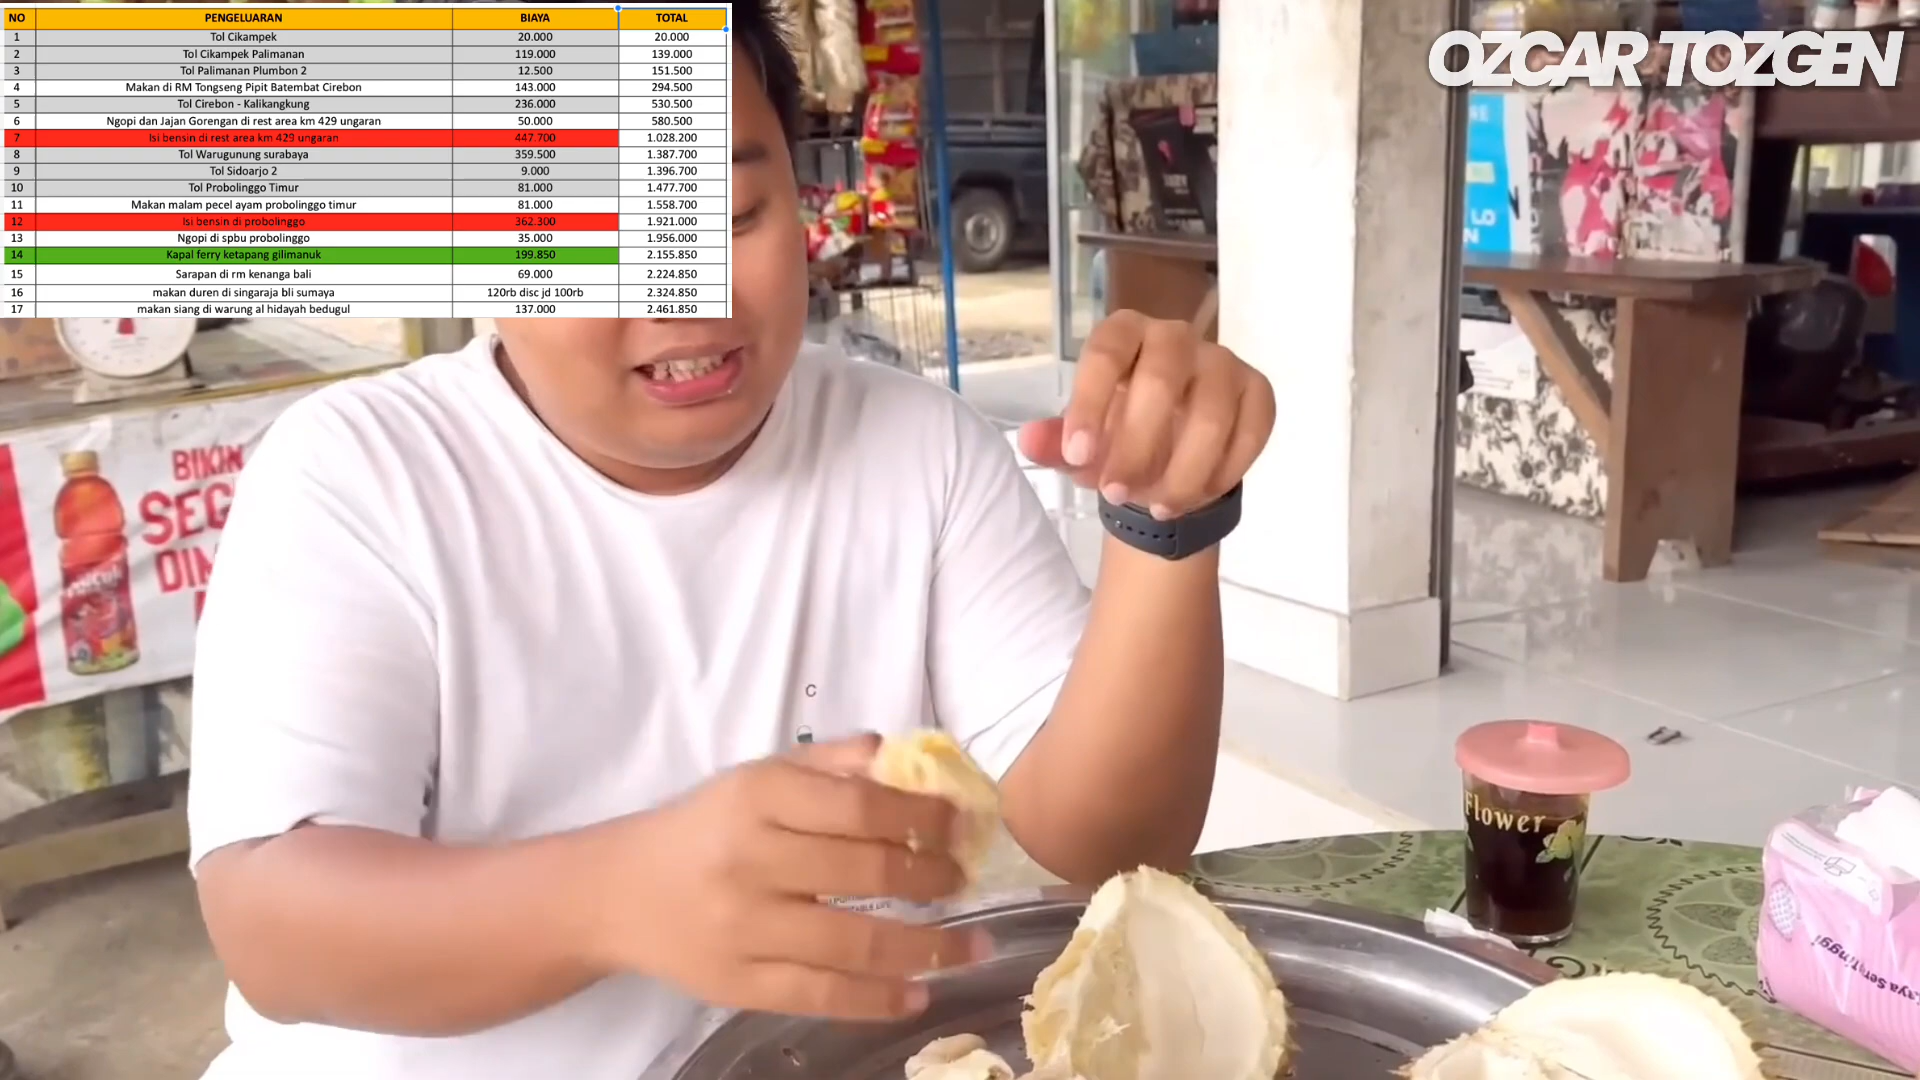 NO PENGELUARAN BIAYA TOTAL
1 Tol Cikampek 20.000 20.000
2 Tol Cikampek Palimanan 119.000 139.000
3 Tol Palimanan Plumbon 2 12.500 151.500
4 Makan di RM Tongseng Pipit Batembat Cirebon 143.000 294.500
5 Tol Cirebon - Kalikangkung 236.000 530.500
6 Ngopi dan Jajan Gorengan di rest area km 429 ungaran 50.000 580.500
7 Isi bensin di rest area km 429 ungaran 447.700 1.028.200
8 Tol Warugunung surabaya 359.500 1.387.700
9 Tol Sidoarjo 2 9.000 1.396.700
10 Tol Probolinggo Timur 81.000 1.477.700
11 Makan malam pecel ayam probolinggo timur 81.000 1.558.700
12 Isi bensin di probolinggo 362.300 1.921.000
13 Ngopi di spbu probolinggo 35.000 1.956.000
14 Kapal ferry ketapang gilimanuk 199.850 2.155.850
15 Sarapan di rm kenanga bali 69.000 2.224.850
16 makan duren di singaraja bli sumaya 120rb disc jd 100rb 2.324.850
17 makan siang di warung al hidayah bedugul 137.000 2.461.850
OZCAR TOZGEN
BIKIN
SEG
DIN
C
Flower